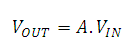 V_OUT = A.V_IN